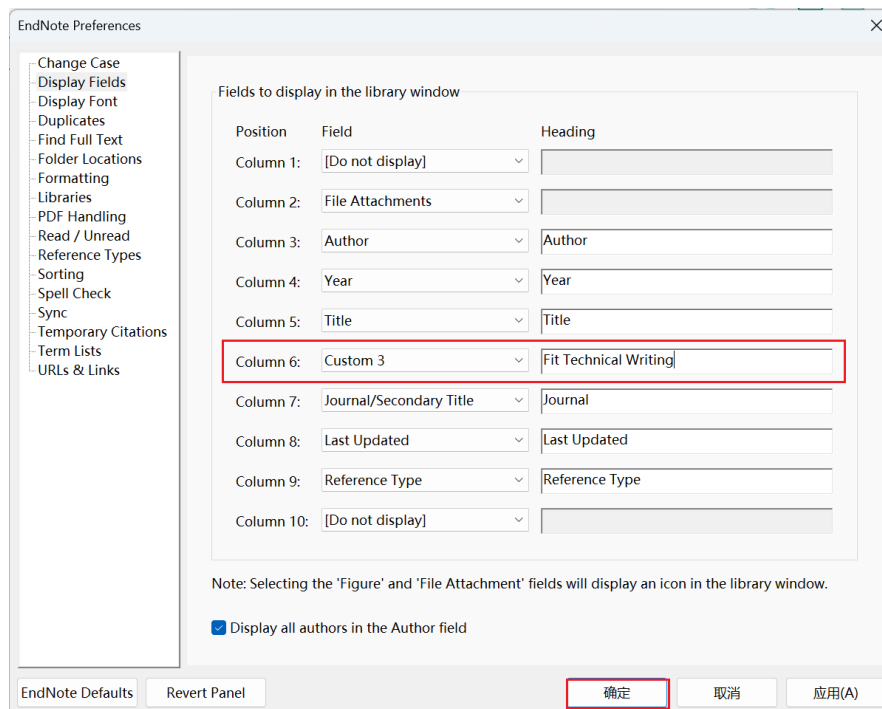 EndNote Preferences
Change Case
Display Fields
Display Font
Duplicates
Find Full Text
Folder Locations
Formatting
Libraries
PDF Handling
Read / Unread
Reference Types
Sorting
Spell Check
Sync
Temporary Citations
Term Lists
URLs & Links
Fields to display in the library window
Position Field Heading
Column 1: [Do not display]
Column 2: File Attachments
Column 3: Author Author
Column 4: Year Year
Column 5: Title Title
Column 6: Custom 3 Fit Technical Writing
Column 7: Journal/Secondary Title Journal
Column 8: Last Updated Last Updated
Column 9: Reference Type Reference Type
Column 10: [Do not display]
Note: Selecting the 'Figure' and 'File Attachment' fields will display an icon in the library window.
Display all authors in the Author field
EndNote Defaults Revert Panel 确定 取消 应用(A)